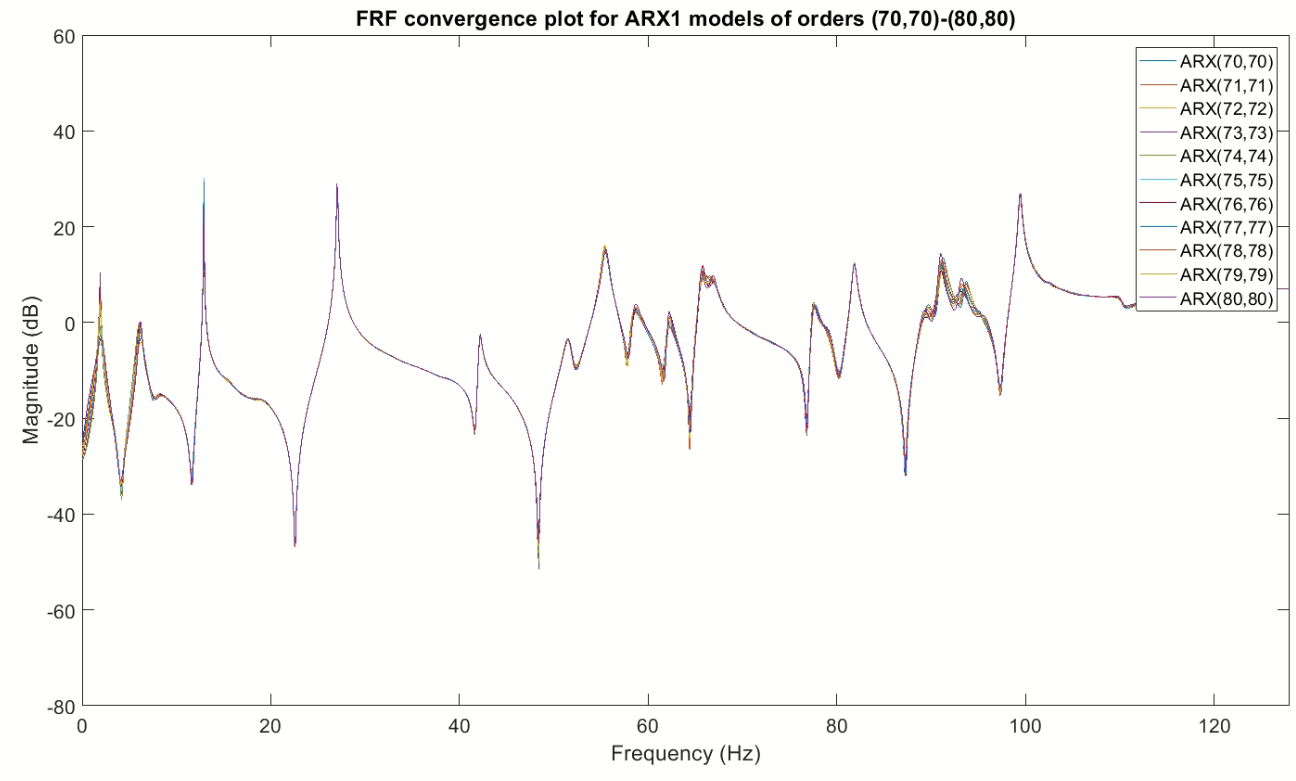 FRF convergence plot for ARX1 models of orders (70,70)-(80,80)
60
40
20
0
-20
-40
-60
-80
Magnitude (dB)
0 20 40 60 80 100 120
Frequency (Hz)
ARX(70,70)
ARX(71,71)
ARX(72,72)
ARX(73,73)
ARX(74,74)
ARX(75,75)
ARX(76,76)
ARX(77,77)
ARX(78,78)
ARX(79,79)
ARX(80,80)